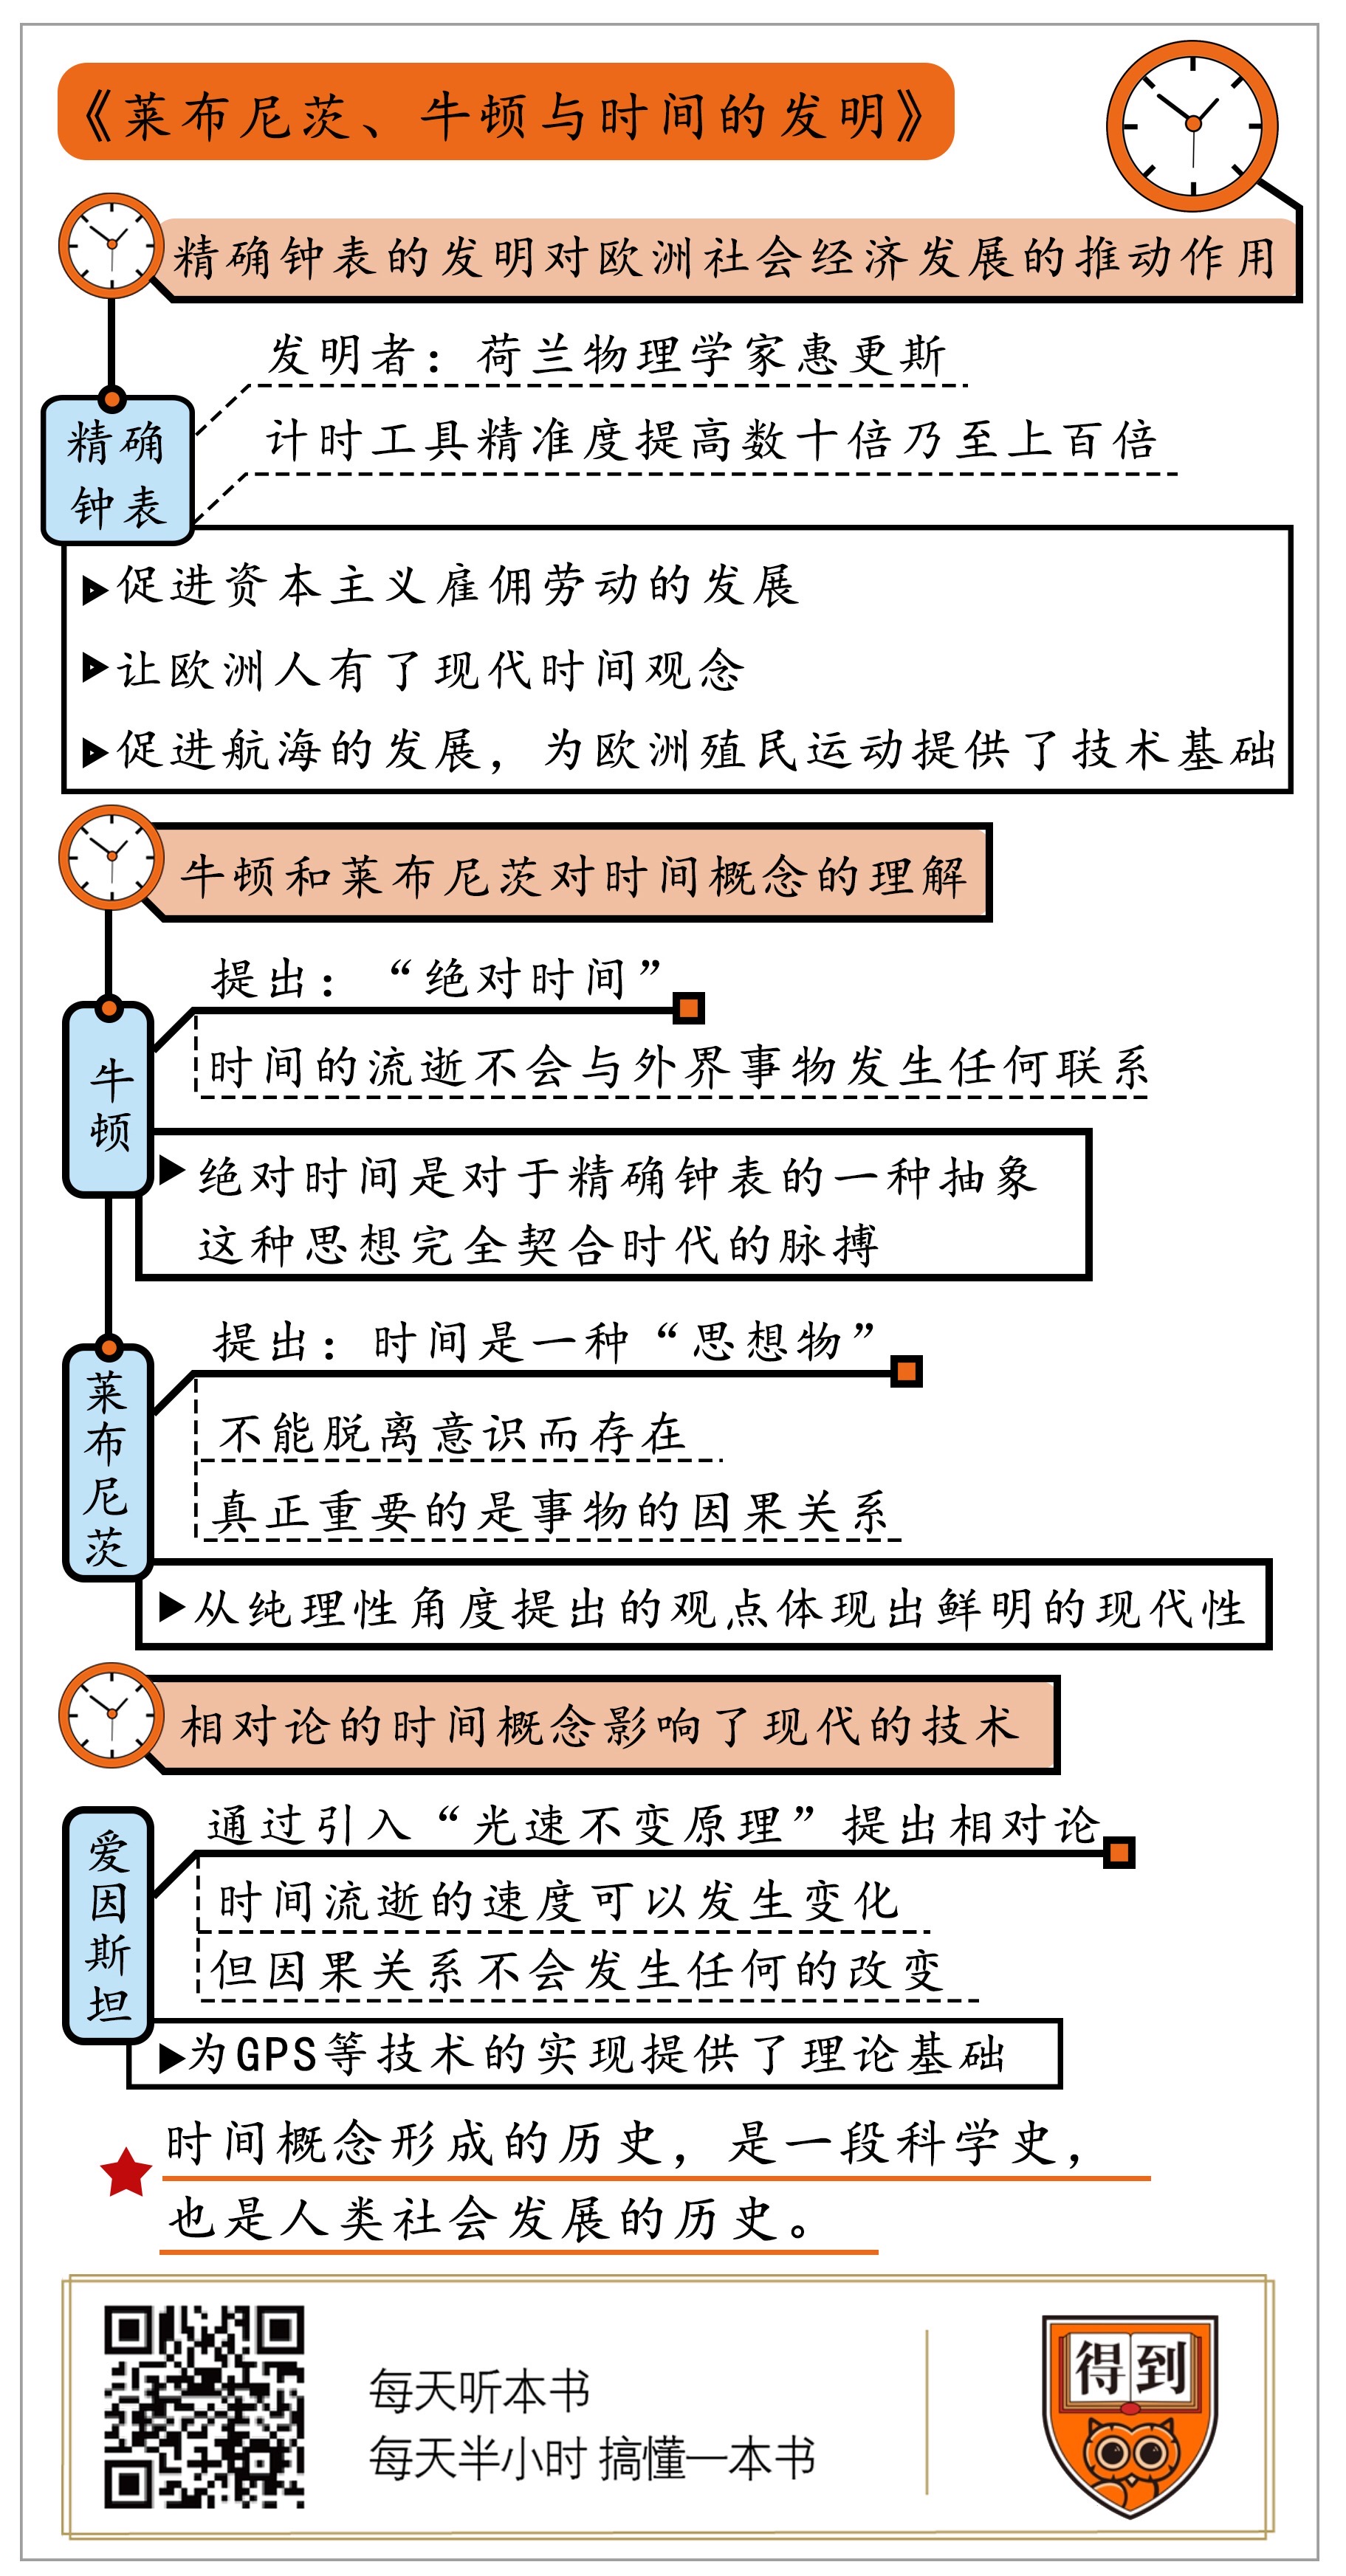 《莱布尼茨、牛顿与时间的发明》
精确钟表的发明对欧洲社会经济发展的推动作用
发明者：荷兰物理学家惠更斯
计时工具精准度提高数十倍乃至上百倍
精确
钟表
促进资本主义雇佣劳动的发展
让欧洲人有了现代时间观念
促进航海的发展，为欧洲殖民运动提供了技术基础
牛顿和莱布尼茨对时间概念的理解
牛顿
提出：“绝对时间”
时间的流逝不会与外界事物发生任何联系
绝对时间是对于精确钟表的一种抽象
这种思想完全契合时代的脉搏
莱布尼茨
提出：时间是一种“思想物”
不能脱离意识而存在
真正重要的是事物的因果关系
从纯理性角度提出的观点体现出鲜明的现代性
相对论的时间概念影响了现代的技术
爱因斯坦
通过引入“光速不变原理”提出相对论
时间流逝的速度可以发生变化
但因果关系不会发生任何的改变
为GPS等技术的实现提供了理论基础
时间概念形成的历史，是一段科学史，
也是人类社会发展的历史。
每天听本书
每天半小时 搞懂一本书
得到